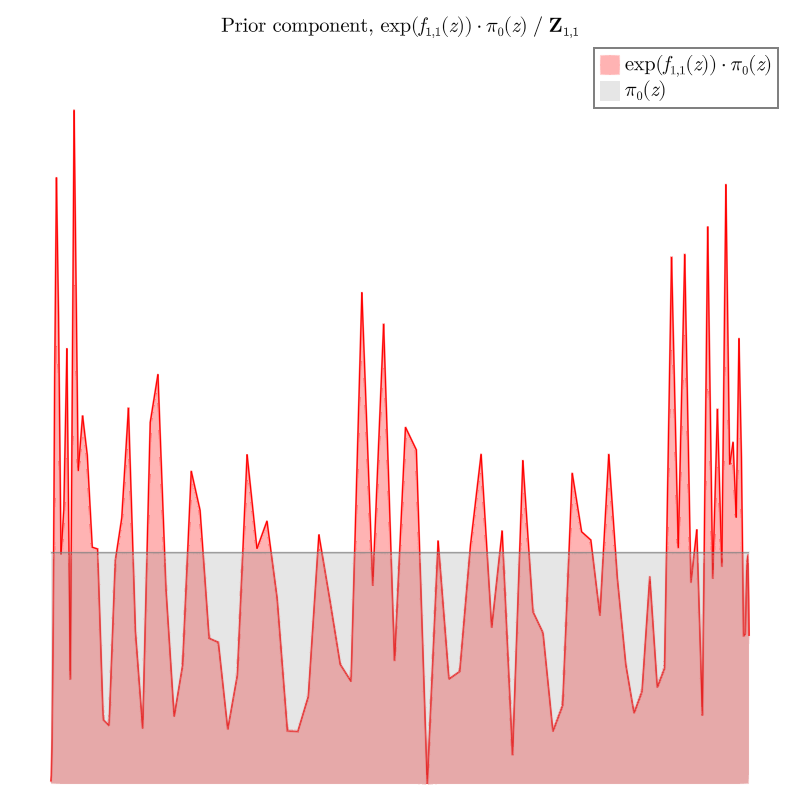 Prior component, exp(f₁,₁(z)) · π₀(z) / Z₁,₁
exp(f₁,₁(z)) · π₀(z)
π₀(z)